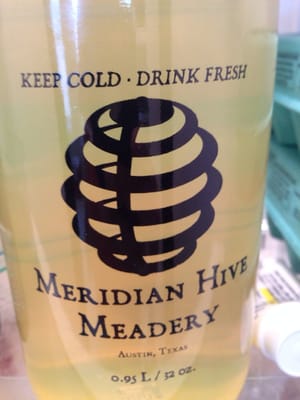 KEEP COLD · DRINK FRESH
MERIDIAN HIVE
MEADERY
AUSTIN, TEXAS
0.95 L / 32 OZ.